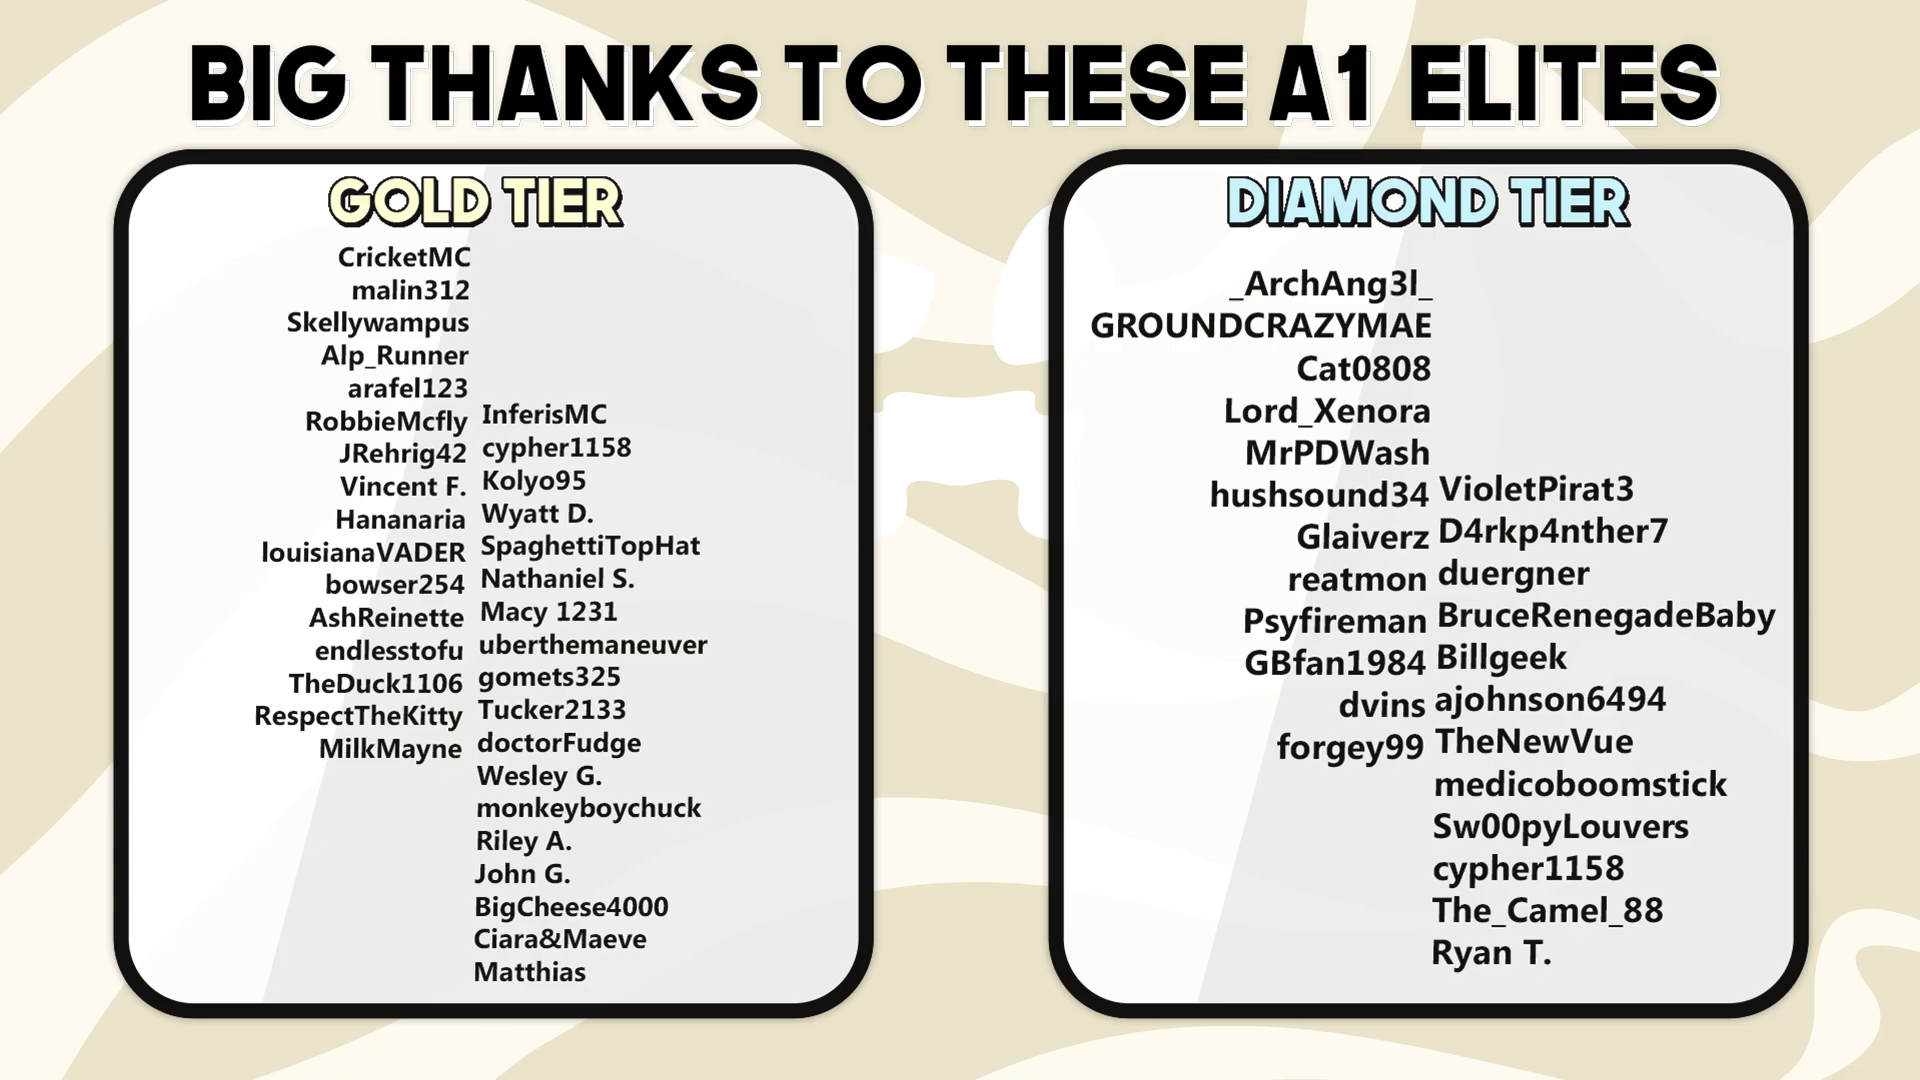 BIG THANKS TO THESE A1 ELITES
GOLD TIER
CricketMC
malin312
Skellywampus
Alp_Runner
arafel123
RobbieMcfly
JRehrig42
Vincent F.
Hananaria
louisianaVADER
bowser254
AshReinette
endlesstofu
TheDuck1106
RespectTheKitty
MilkMayne
InferisMC
cypher1158
Kolyo95
Wyatt D.
SpaghettiTopHat
Nathaniel S.
Macy 1231
uberthemaneuver
gomets325
Tucker2133
doctorFudge
Wesley G.
monkeyboychuck
Riley A.
John G.
BigCheese4000
Ciara&Maeve
Matthias
DIAMOND TIER
_ArchAng3l_
GROUNDCRAZYMAE
Cat0808
Lord_Xenora
MrPDWash
hushsound34
Glaiverz
reatmon
Psyfireman
GBfan1984
dvins
forgey99
VioletPirat3
D4rkp4nther7
duergner
BruceRenegadeBaby
Billgeek
ajohnson6494
TheNewVue
medicoboomstick
Sw00pyLouvers
cypher1158
The_Camel_88
Ryan T.